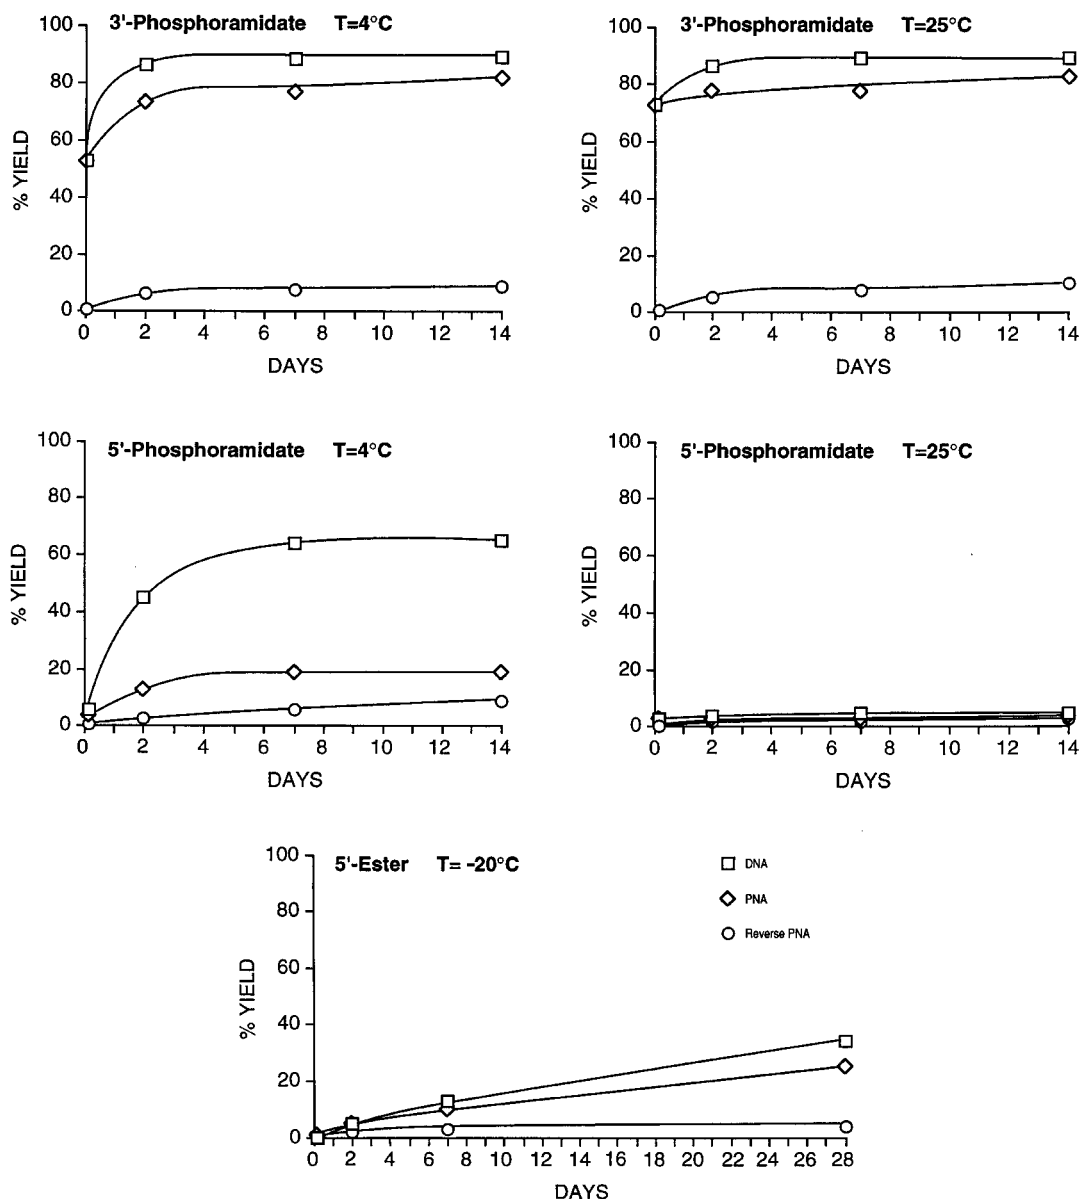 3'-Phosphoramidate T=4°C
100
80
60
40
20
0
% YIELD
0 2 4 6 8 10 12 14
DAYS
3'-Phosphoramidate T=25°C
100
80
60
40
20
0
% YIELD
0 2 4 6 8 10 12 14
DAYS
5'-Phosphoramidate T=4°C
100
80
60
40
20
0
% YIELD
0 2 4 6 8 10 12 14
DAYS
5'-Phosphoramidate T=25°C
100
80
60
40
20
0
% YIELD
0 2 4 6 8 10 12 14
DAYS
5'-Ester T= -20°C
100
80
60
40
20
0
% YIELD
0 2 4 6 8 10 12 14 16 18 20 22 24 26 28
DAYS
DNA
PNA
Reverse PNA